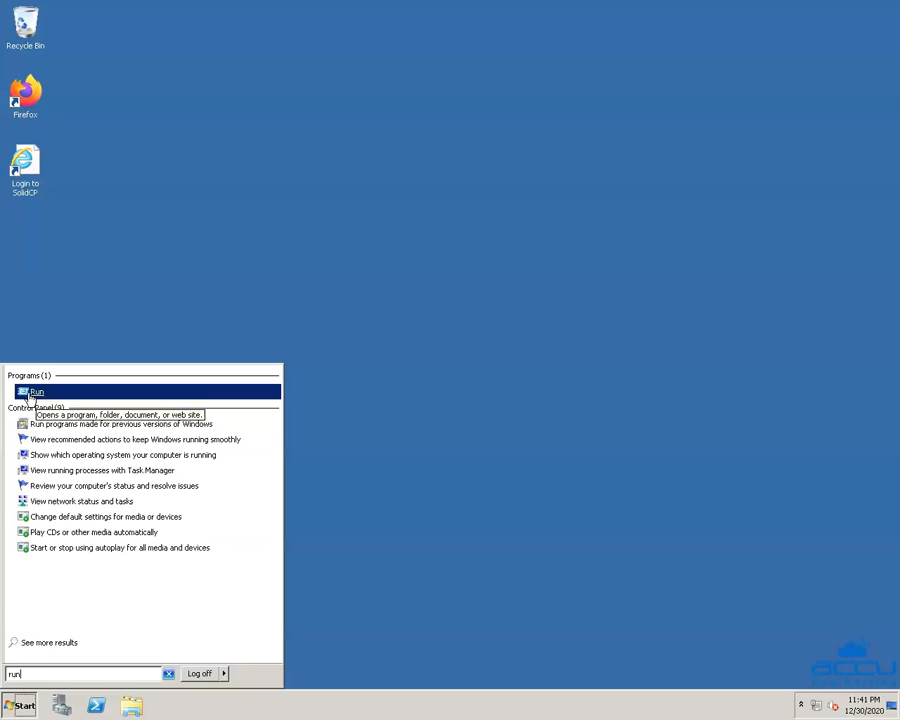 Recycle Bin
Firefox
Login to
SolidCP
Programs (1)
Run
Control Panel (9)
Opens a program, folder, document, or web site.
Run programs made for previous versions of Windows
View recommended actions to keep Windows running smoothly
Show which operating system your computer is running
View running processes with Task Manager
Review your computer's status and resolve issues
View network status and tasks
Change default settings for media or devices
Play CDs or other media automatically
Start or stop using autoplay for all media and devices
See more results
run
Log off
Start
accu
11:41 PM
12/30/2020